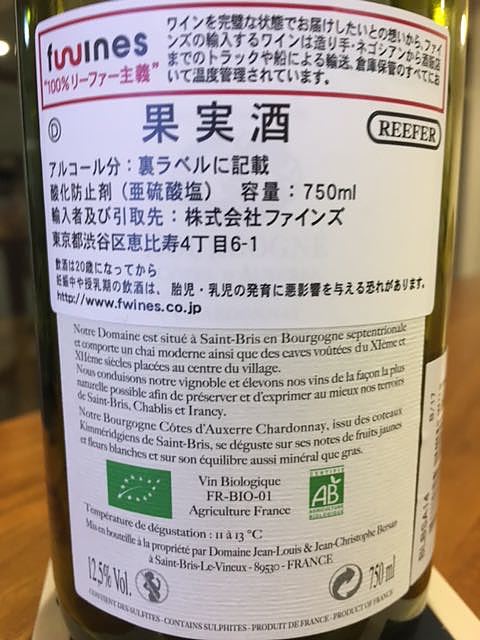 fwines
"100%リーファー主義"
ワインを完璧な状態でお届けしたいとの想いから、ファイ
ンズの輸入するワインは造り手・ネゴシアンから酒販店
までのトラックや船による輸送、倉庫保管のすべてにお
いて温度管理されています。
D
果実酒
REEFER
アルコール分：裏ラベルに記載
酸化防止剤（亜硫酸塩） 容量：750ml
輸入者及び引取先：株式会社ファインズ
東京都渋谷区恵比寿4丁目6-1
飲酒は20歳になってから
妊娠中や授乳期の飲酒は、胎児・乳児の発育に悪影響を与える恐れがあります。
http://www.fwines.co.jp
Notre Domaine est situé à Saint-Bris en Bourgogne septentrionale
et comporte un chai moderne ainsi que des caves voûtées du XIème et
XIIème siècles placées au centre du village.
Nous conduisons notre vignoble et élevons nos vins de la façon la plus
naturelle possible afin de préserver et d'exprimer au mieux nos terroirs
de Saint-Bris, Chablis et Irancy.
Notre Bourgogne Côtes d'Auxerre Chardonnay, issu des coteaux
Kimméridgiens de Saint-Bris, se déguste sur ses notes de fruits jaunes
et fleurs blanches et sur son équilibre aussi minéral que gras.
Vin Biologique
FR-BIO-01
Agriculture France
CERTIFIÉ
AB
AGRICULTURE
BIOLOGIQUE
Température de dégustation : 11 à 13 °C
Mis en bouteille à la propriété par Domaine Jean-Louis & Jean-Christophe Bersan
à Saint-Bris-Le-Vineux - 89530 - FRANCE
12,5% Vol.
750 ml
CONTIENT DES SULFITES - CONTAINS SULPHITES - PRODUIT DE FRANCE - PRODUCT OF FRANCE